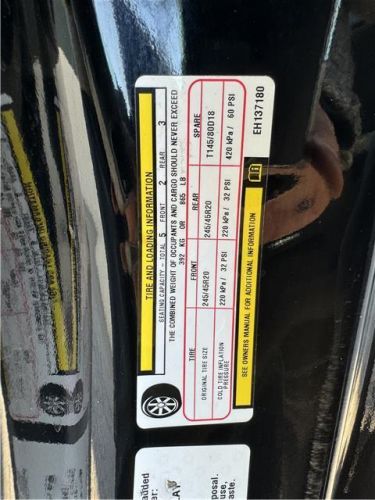 TIRE AND LOADING INFORMATION
SEATING CAPACITY - TOTAL 5 FRONT 2 REAR 3
THE COMBINED WEIGHT OF OCCUPANTS AND CARGO SHOULD NEVER EXCEED
392 KG OR 865 LB
TIRE FRONT REAR SPARE
ORIGINAL TIRE SIZE 245/45R20 245/45R20 T145/80D18
COLD TIRE INFLATION PRESSURE 220 kPa / 32 PSI 220 kPa / 32 PSI 420 kPa / 60 PSI
SEE OWNERS MANUAL FOR ADDITIONAL INFORMATION
EH137180